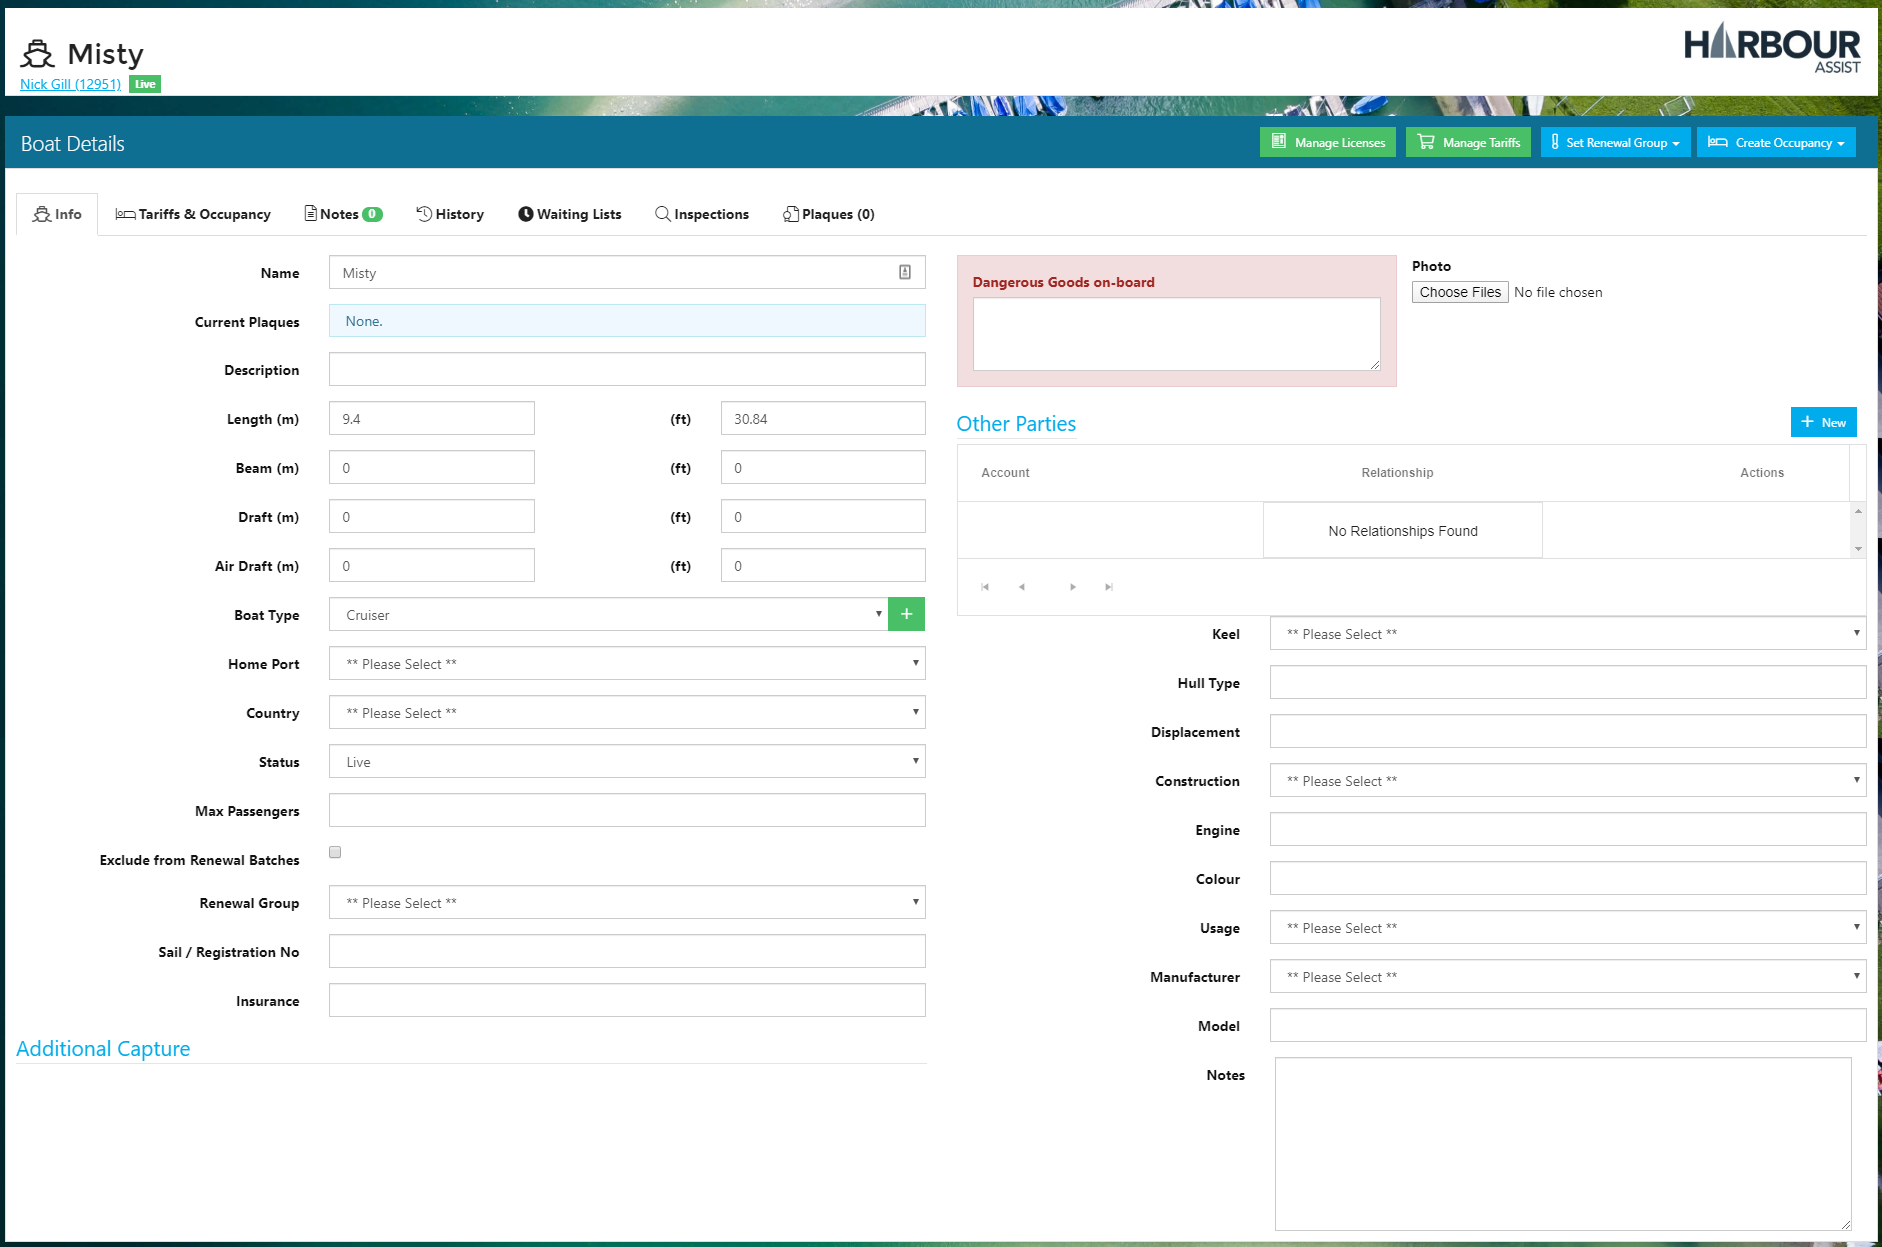 Misty
HARBOUR
ASSIST
Nick Gill (12951) Live
Boat Details
Manage Licenses
Manage Tariffs
Set Renewal Group
Create Occupancy
Info
Tariffs & Occupancy
Notes 0
History
Waiting Lists
Inspections
Plaques (0)
Name Misty
Current Plaques None.
Description
Length (m) 9.4 (ft) 30.84
Beam (m) 0 (ft) 0
Draft (m) 0 (ft) 0
Air Draft (m) 0 (ft) 0
Boat Type Cruiser +
Home Port ** Please Select **
Country ** Please Select **
Status Live
Max Passengers
Exclude from Renewal Batches
Renewal Group ** Please Select **
Sail / Registration No
Insurance
Additional Capture
Dangerous Goods on-board
Photo
Choose Files No file chosen
Other Parties
+ New
Account Relationship Actions
No Relationships Found
Keel ** Please Select **
Hull Type
Displacement
Construction ** Please Select **
Engine
Colour
Usage ** Please Select **
Manufacturer ** Please Select **
Model
Notes